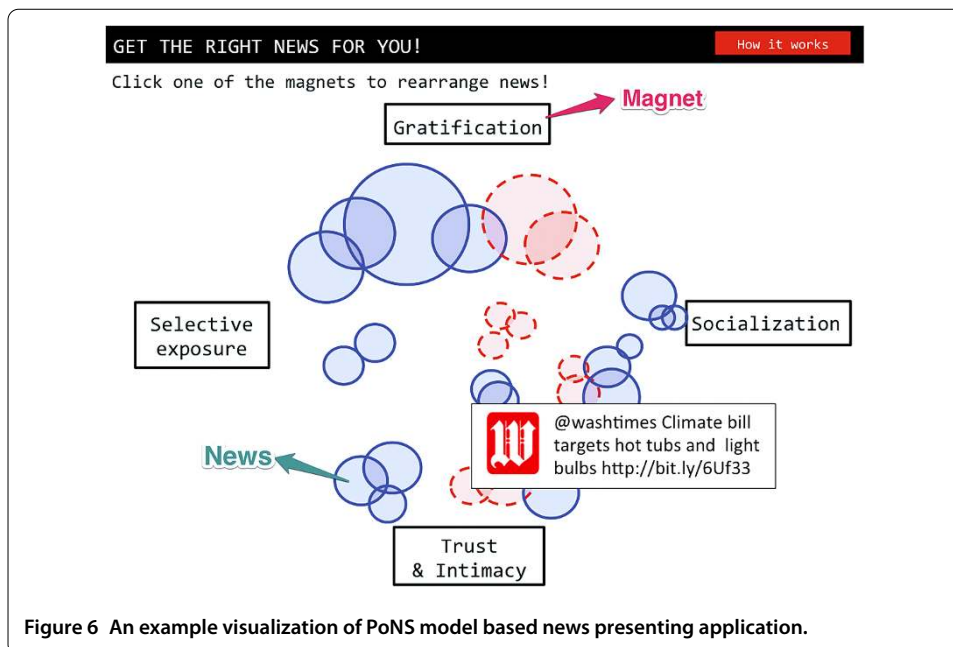 GET THE RIGHT NEWS FOR YOU!
How it works
Click one of the magnets to rearrange news!
Magnet
Gratification
Selective
exposure
Socialization
W
@washtimes Climate bill
targets hot tubs and light
bulbs http://bit.ly/6Uf33
News
Trust
& Intimacy
Figure 6 An example visualization of PoNS model based news presenting application.